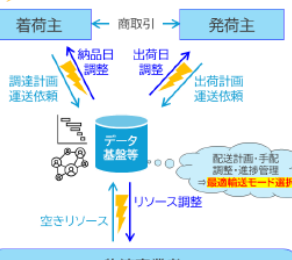 着荷主
商取引
発荷主
納品日
調整
出荷日
調整
調達計画
運送依頼
出荷計画
運送依頼
データ
基盤等
配送計画・手配
調整・進捗管理
⇒最適輸送モード選択
リソース調整
空きリソース